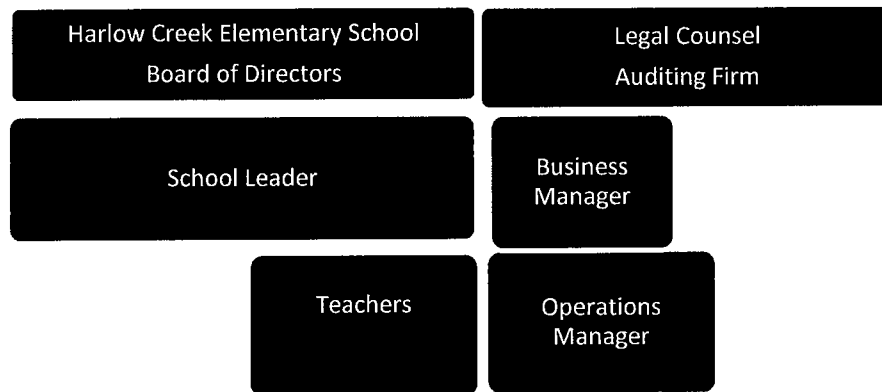 Harlow Creek Elementary School
Board of Directors
Legal Counsel
Auditing Firm
School Leader
Business
Manager
Teachers
Operations
Manager